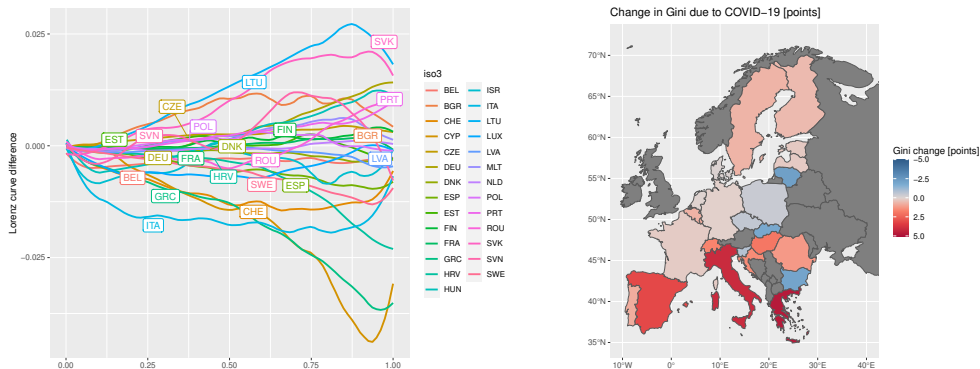 Lorenz curve difference
0.025
0.000
-0.025
0.00 0.25 0.50 0.75 1.00
SVK
LTU
CZE
PRT
POL
FIN
EST
SVN
BGR
DNK
DEU
FRA
ROU
LVA
BEL
HRV
SWE
ESP
GRC
CHE
ITA
iso3
BEL ISR
BGR ITA
CHE LTU
CYP LUX
CZE LVA
DEU MLT
DNK NLD
ESP POL
EST PRT
FIN ROU
FRA SVK
GRC SVN
HRV SWE
HUN
Change in Gini due to COVID−19 [points]
70°N
65°N
60°N
55°N
50°N
45°N
40°N
35°N
10°W 0° 10°E 20°E 30°E 40°E
Gini change [points]
−5.0
−2.5
0.0
2.5
5.0